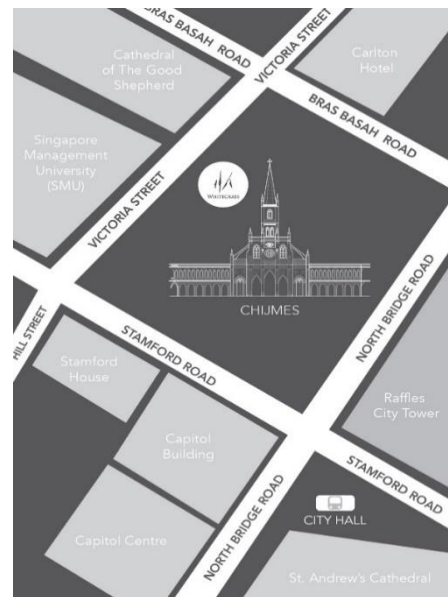 BRAS BASAH ROAD
VICTORIA STREET
Carlton
Hotel
Cathedral
of The Good
Shepherd
BRAS BASAH ROAD
Singapore
Management
University
(SMU)
WHITEGRASS
VICTORIA STREET
CHIJMES
NORTH BRIDGE ROAD
HILL STREET
STAMFORD ROAD
Stamford
House
Raffles
City Tower
Capitol
Building
STAMFORD ROAD
CITY HALL
NORTH BRIDGE ROAD
Capitol Centre
St. Andrew's Cathedral